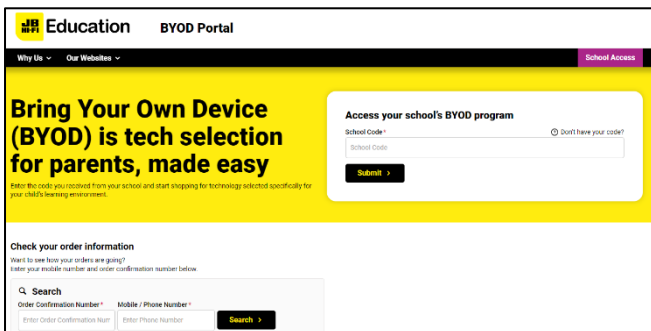 JB HI-FI Education BYOD Portal
Why Us Our Websites School Access
Bring Your Own Device
(BYOD) is tech selection
for parents, made easy
Enter the code you received from your school and start shopping for technology selected specifically for
your child's learning environment.
Access your school's BYOD program
School Code * Don't have your code?
School Code
Submit >
Check your order information
Want to see how your orders are going?
Enter your mobile number and order confirmation number below.
Search
Order Confirmation Number * Mobile / Phone Number *
Enter Order Confirmation Num Enter Phone Number Search >